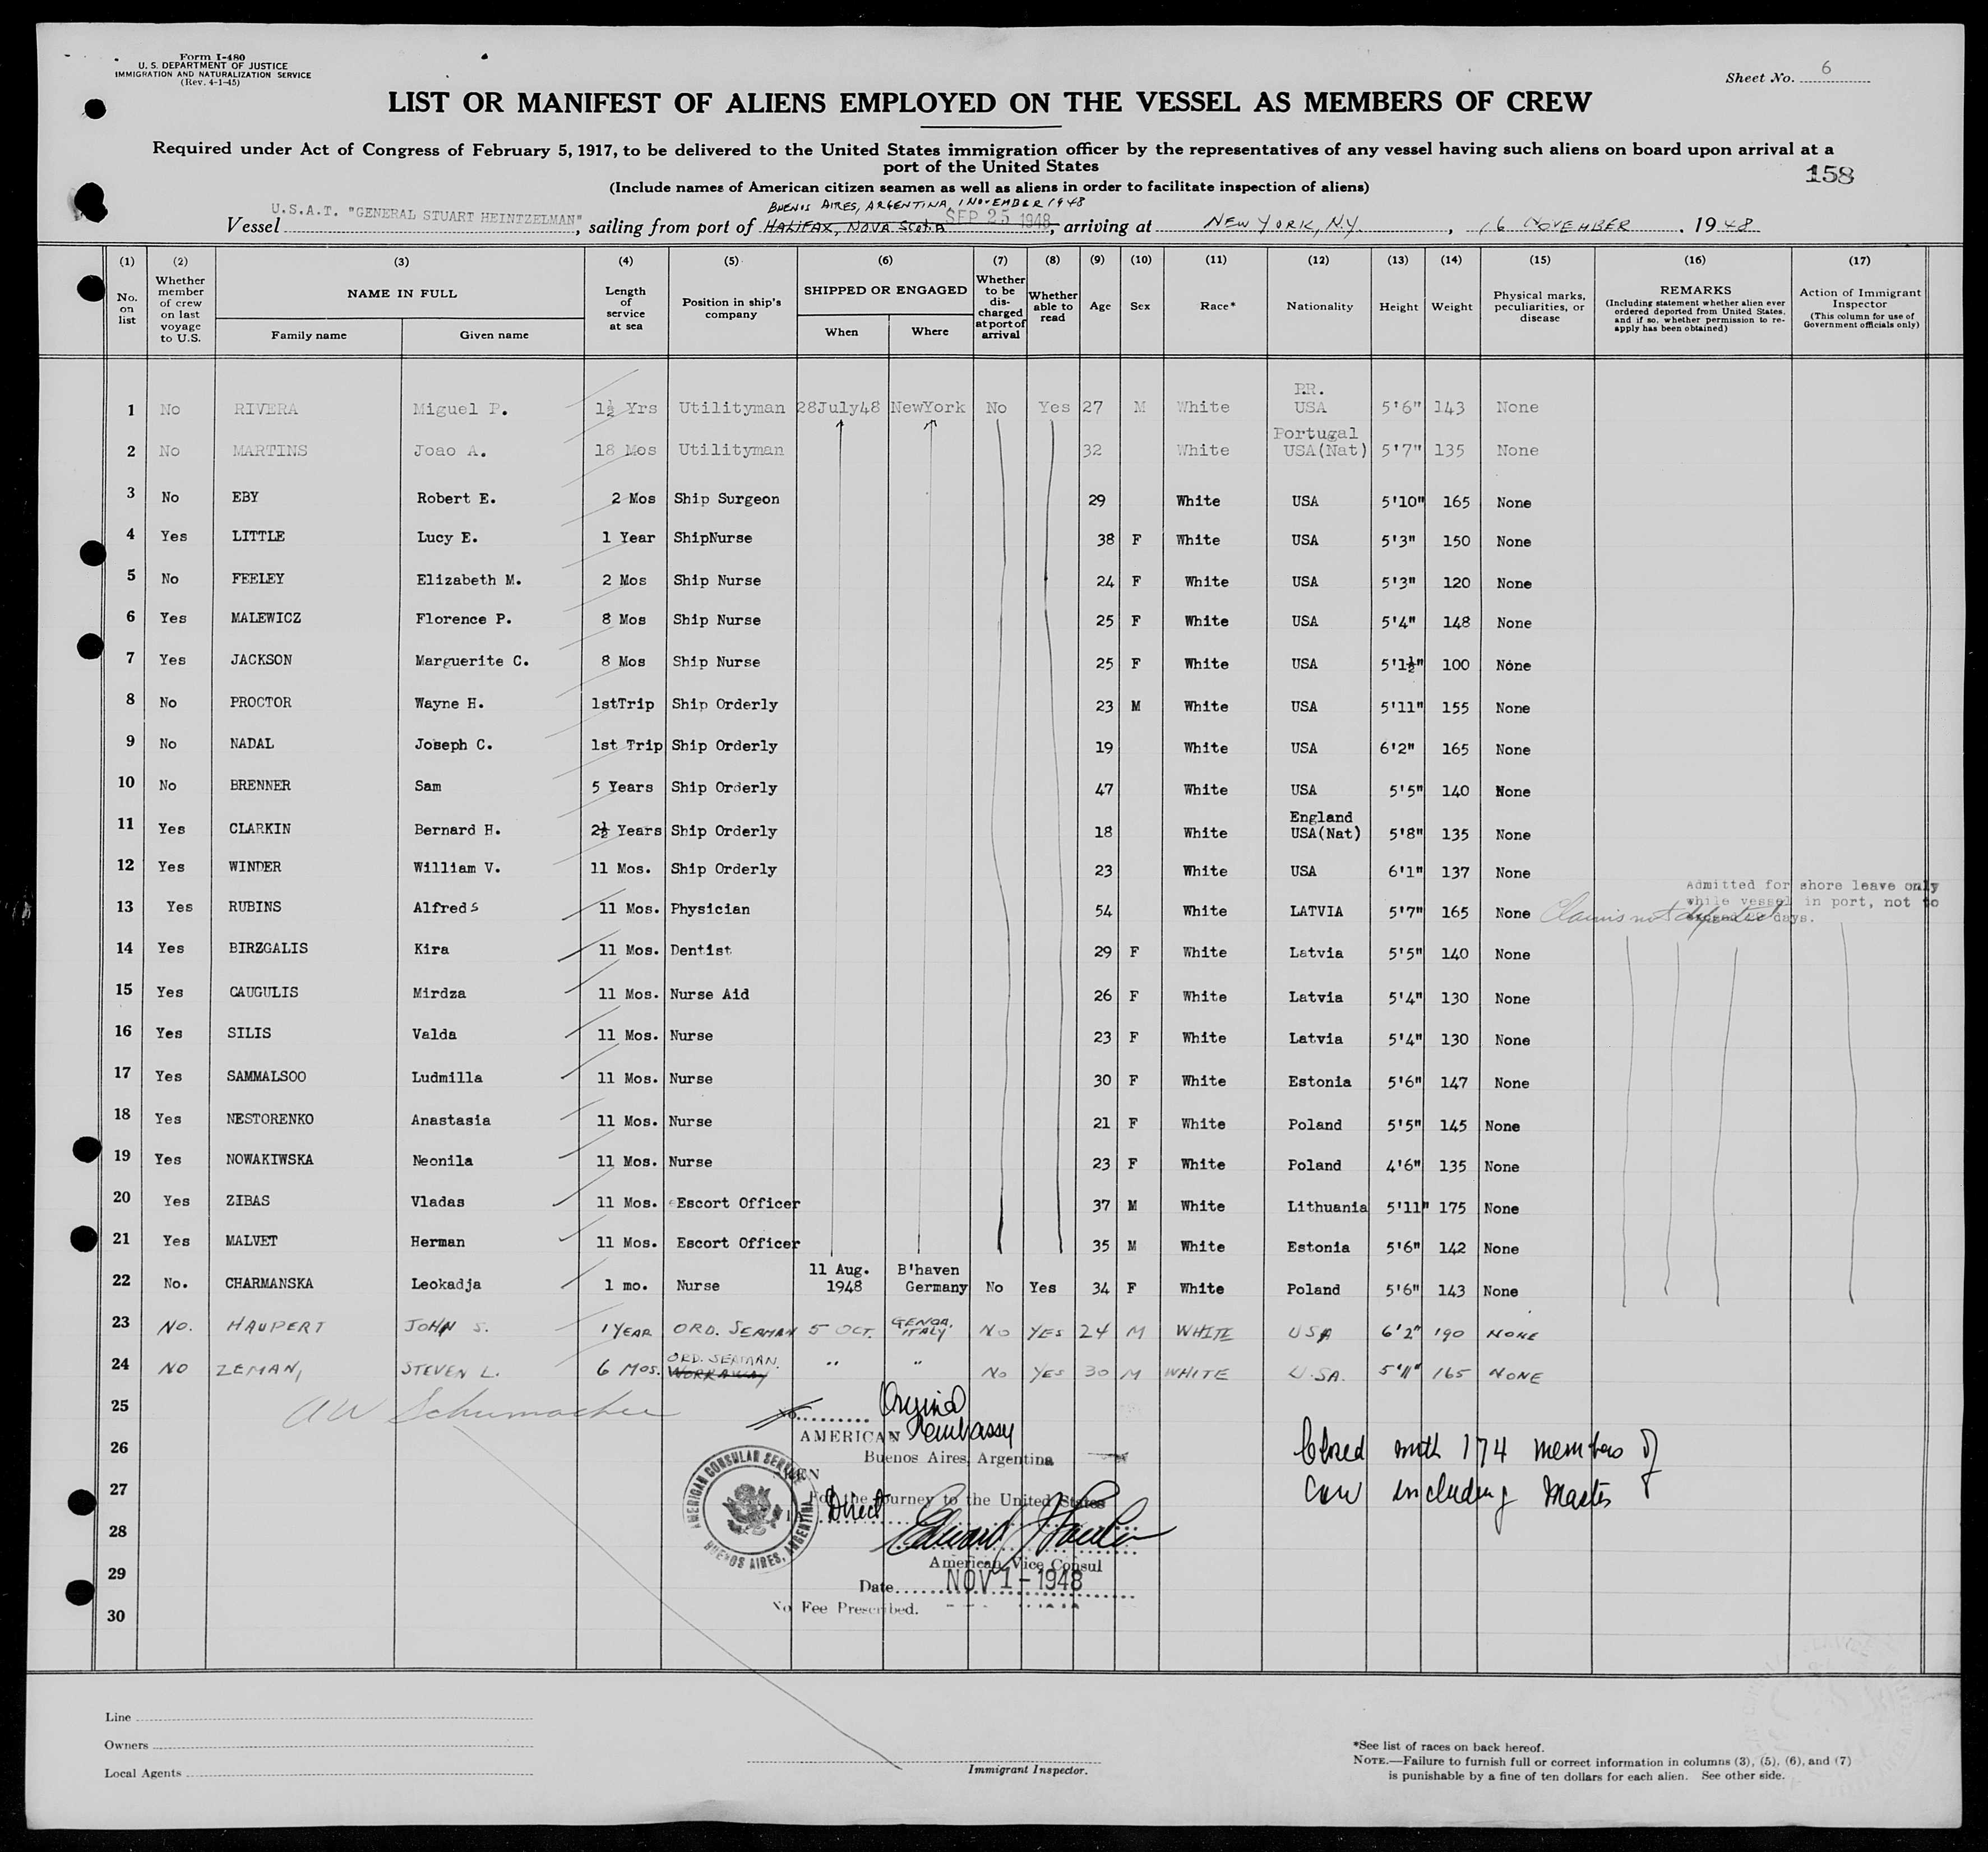 Form I-480
U. S. DEPARTMENT OF JUSTICE
IMMIGRATION AND NATURALIZATION SERVICE
(Rev. 4-1-45)
Sheet No. 6
LIST OR MANIFEST OF ALIENS EMPLOYED ON THE VESSEL AS MEMBERS OF CREW
Required under Act of Congress of February 5, 1917, to be delivered to the United States immigration officer by the representatives of any vessel having such aliens on board upon arrival at a
port of the United States
158
(Include names of American citizen seamen as well as aliens in order to facilitate inspection of aliens)
BUENOS AIRES, ARGENTINA, 1 NOVEMBER 1948
Vessel U.S.A.T. "GENERAL STUART HEINTZELMAN", sailing from port of HALIFAX, NOVA SCOTIA SEP 25 1948, arriving at NEW YORK, N.Y., 16 NOVEMBER, 1948
(1) (2) (3) (4) (5) (6) (7) (8) (9) (10) (11) (12) (13) (14) (15) (16) (17)
No. on list
Whether member of crew on last voyage to U.S.
NAME IN FULL
Family name
Given name
Length of service at sea
Position in ship's company
SHIPPED OR ENGAGED
When
Where
Whether to be discharged at port of arrival
Whether able to read
Age
Sex
Race*
Nationality
Height
Weight
Physical marks, peculiarities, or disease
REMARKS
(Including statement whether alien ever ordered deported from United States, and if so, whether permission to reapply has been obtained)
Action of Immigrant Inspector
(This column for use of Government officials only)
1 No RIVERA Miguel P. 1½ Yrs Utilityman 28July48 NewYork No Yes 27 M White P.R. USA 5'6" 143 None
2 No MARTINS Joao A. 18 Mos Utilityman 32 White Portugal USA(Nat) 5'7" 135 None
3 No EBY Robert E. 2 Mos Ship Surgeon 29 White USA 5'10" 165 None
4 Yes LITTLE Lucy E. 1 Year ShipNurse 38 F White USA 5'3" 150 None
5 No FEELEY Elizabeth M. 2 Mos Ship Nurse 24 F White USA 5'3" 120 None
6 Yes MALEWICZ Florence P. 8 Mos Ship Nurse 25 F White USA 5'4" 148 None
7 Yes JACKSON Marguerite C. 8 Mos Ship Nurse 25 F White USA 5'1½" 100 None
8 No PROCTOR Wayne H. 1stTrip Ship Orderly 23 M White USA 5'11" 155 None
9 No NADAL Joseph C. 1st Trip Ship Orderly 19 White USA 6'2" 165 None
10 No BRENNER Sam 5 Years Ship Orderly 47 White USA 5'5" 140 None
11 Yes CLARKIN Bernard H. 2½ Years Ship Orderly 18 White England USA(Nat) 5'8" 135 None
12 Yes WINDER William V. 11 Mos. Ship Orderly 23 White USA 6'1" 137 None
13 Yes RUBINS Alfreds 11 Mos. Physician 54 White LATVIA 5'7" 165 None Claims not deported
Admitted for shore leave only
while vessel in port, not to
exceed 29 days.
14 Yes BIRZGALIS Kira 11 Mos. Dentist 29 F White Latvia 5'5" 140 None
15 Yes CAUGULIS Mirdza 11 Mos. Nurse Aid 26 F White Latvia 5'4" 130 None
16 Yes SILIS Valda 11 Mos. Nurse 23 F White Latvia 5'4" 130 None
17 Yes SAMMALSOO Ludmilla 11 Mos. Nurse 30 F White Estonia 5'6" 147 None
18 Yes NESTORENKO Anastasia 11 Mos. Nurse 21 F White Poland 5'5" 145 None
19 Yes NOWAKIWSKA Neonila 11 Mos. Nurse 23 F White Poland 4'6" 135 None
20 Yes ZIBAS Vladas 11 Mos. Escort Officer 37 M White Lithuania 5'11" 175 None
21 Yes MALVET Herman 11 Mos. Escort Officer 35 M White Estonia 5'6" 142 None
22 No. CHARMANSKA Leokadja 1 mo. Nurse 11 Aug. 1948 B'haven Germany No Yes 34 F White Poland 5'6" 143 None
23 NO. HAUPERT JOHN S. 1 YEAR ORD. SEAMAN 5 OCT. GENOA, ITALY NO YES 24 M WHITE USA 6'2" 190 NONE
24 NO ZEMAN, STEVEN L. 6 MOS. ORD. SEAMAN. WORKAWAY " " NO YES 30 M WHITE U.SA. 5'11" 165 NONE
25
26
27
28
29
30
A W Schumacher
No. Original
AMERICAN Embassy
Buenos Aires, Argentina
SEEN
For the journey to the United States
Direct
Edward
American Vice Consul
Date NOV 1 - 1948
No Fee Prescribed.
AMERICAN CONSULAR SERVICE
BUENOS AIRES, ARGENTINA
Closed with 174 members of
crew including Master
Line
Owners
Local Agents
Immigrant Inspector.
*See list of races on back hereof.
NOTE.—Failure to furnish full or correct information in columns (3), (5), (6), and (7)
is punishable by a fine of ten dollars for each alien. See other side.